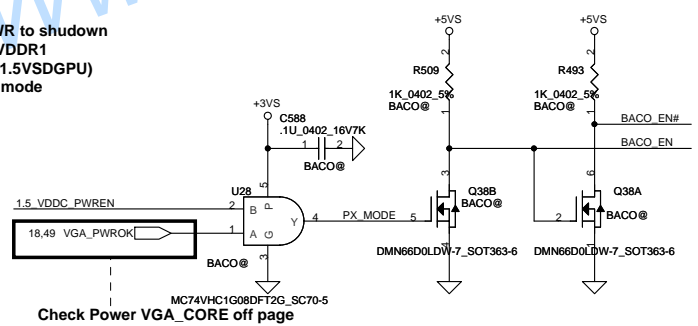 WR to shudown
VDDR1
1.5VSDGPU)
mode
+5VS
+5VS
2
2
R509
R493
1K_0402_5%
BACO@
1K_0402_5%
BACO@
1
1
BACO_EN#
BACO_EN
+3VS
C588
.1U_0402_16V7K
1
2
BACO@
U28
5
P
1.5_VDDC_PWREN
2
B
Y
4
PX_MODE
5
18,49 VGA_PWROK
1
A
G
3
BACO@
MC74VHC1G08DFT2G_SC70-5
3
Q38B
BACO@
4
DMN66D0LDW-7_SOT363-6
6
Q38A
2
BACO@
1
DMN66D0LDW-7_SOT363-6
Check Power VGA_CORE off page